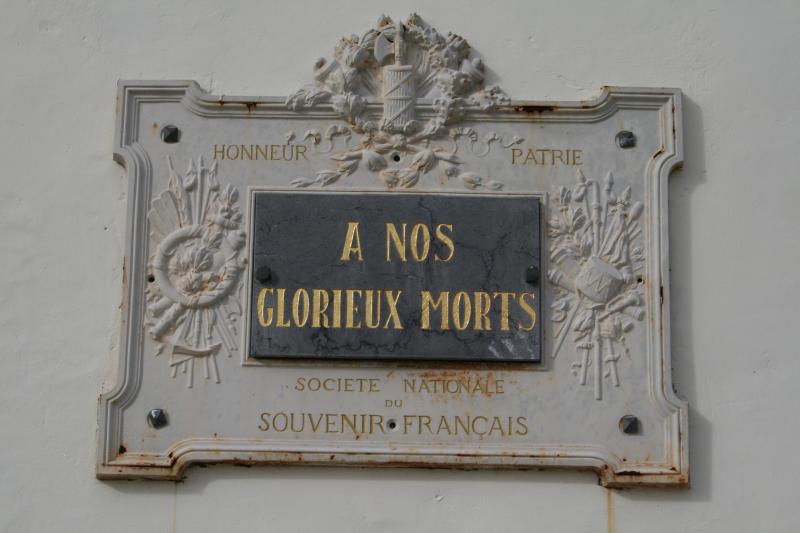 HONNEUR PATRIE
A NOS
GLORIEUX MORTS
SOCIETE NATIONALE
DU
SOUVENIR FRANÇAIS